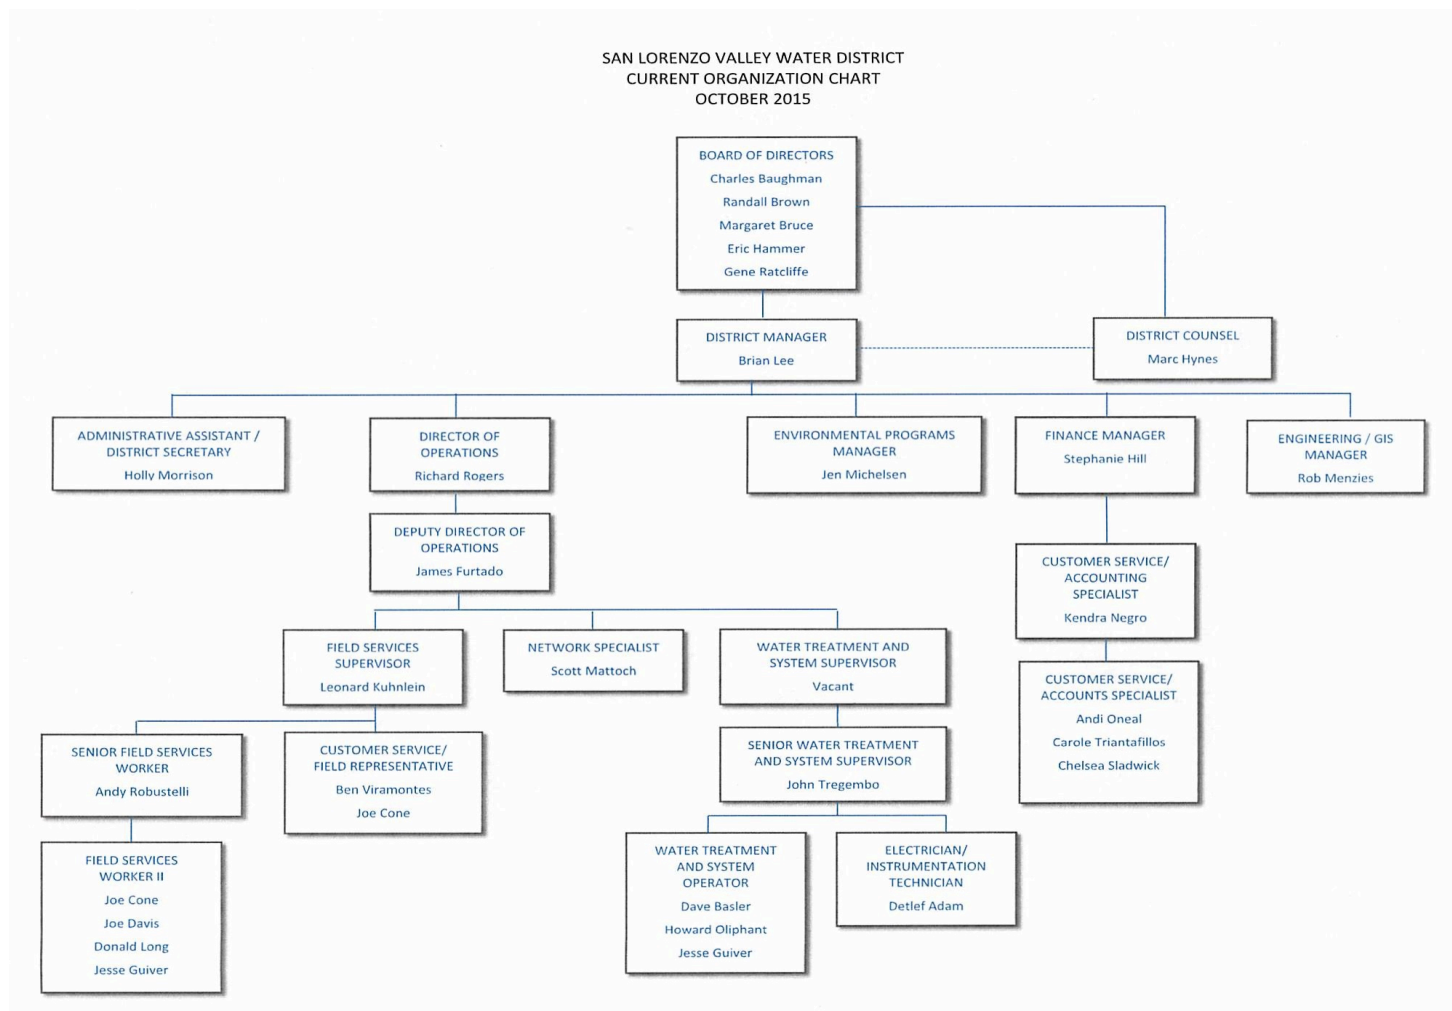 SAN LORENZO VALLEY WATER DISTRICT
CURRENT ORGANIZATION CHART
OCTOBER 2015
BOARD OF DIRECTORS
Charles Baughman
Randall Brown
Margaret Bruce
Eric Hammer
Gene Ratcliffe
DISTRICT MANAGER
Brian Lee
DISTRICT COUNSEL
Marc Hynes
ADMINISTRATIVE ASSISTANT /
DISTRICT SECRETARY
Holly Morrison
DIRECTOR OF
OPERATIONS
Richard Rogers
ENVIRONMENTAL PROGRAMS
MANAGER
Jen Michelsen
FINANCE MANAGER
Stephanie Hill
ENGINEERING / GIS
MANAGER
Rob Menzies
DEPUTY DIRECTOR OF
OPERATIONS
James Furtado
CUSTOMER SERVICE/
ACCOUNTING
SPECIALIST
Kendra Negro
FIELD SERVICES
SUPERVISOR
Leonard Kuhnlein
NETWORK SPECIALIST
Scott Mattoch
WATER TREATMENT AND
SYSTEM SUPERVISOR
Vacant
CUSTOMER SERVICE/
ACCOUNTS SPECIALIST
Andi Oneal
Carole Triantafillos
Chelsea Sladwick
SENIOR FIELD SERVICES
WORKER
Andy Robustelli
CUSTOMER SERVICE/
FIELD REPRESENTATIVE
Ben Viramontes
Joe Cone
SENIOR WATER TREATMENT
AND SYSTEM SUPERVISOR
John Tregembo
FIELD SERVICES
WORKER II
Joe Cone
Joe Davis
Donald Long
Jesse Guiver
WATER TREATMENT
AND SYSTEM
OPERATOR
Dave Basler
Howard Oliphant
Jesse Guiver
ELECTRICIAN/
INSTRUMENTATION
TECHNICIAN
Detlef Adam